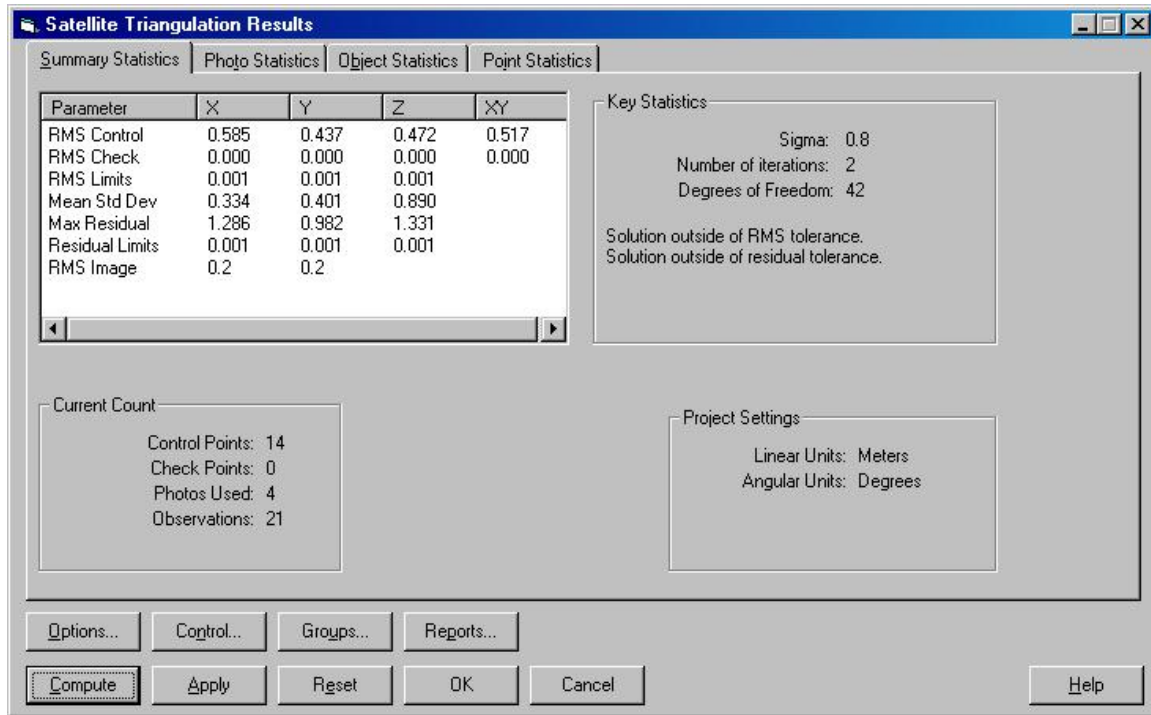 Satellite Triangulation Results
Summary Statistics Photo Statistics Object Statistics Point Statistics
Parameter X Y Z XY
RMS Control 0.585 0.437 0.472 0.517
RMS Check 0.000 0.000 0.000 0.000
RMS Limits 0.001 0.001 0.001
Mean Std Dev 0.334 0.401 0.890
Max Residual 1.286 0.982 1.331
Residual Limits 0.001 0.001 0.001
RMS Image 0.2 0.2
Key Statistics
Sigma: 0.8
Number of iterations: 2
Degrees of Freedom: 42
Solution outside of RMS tolerance.
Solution outside of residual tolerance.
Current Count
Control Points: 14
Check Points: 0
Photos Used: 4
Observations: 21
Project Settings
Linear Units: Meters
Angular Units: Degrees
Options... Control... Groups... Reports...
Compute Apply Reset OK Cancel Help